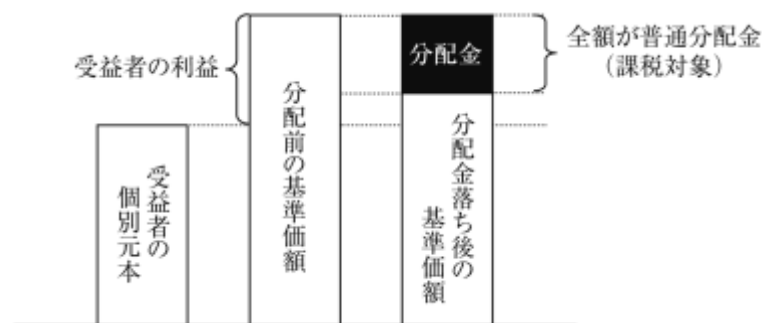 受益者の利益
分配金
全額が普通分配金
（課税対象）
受益者の
個別元本
分配前の基準価額
分配金落ち後の
基準価額